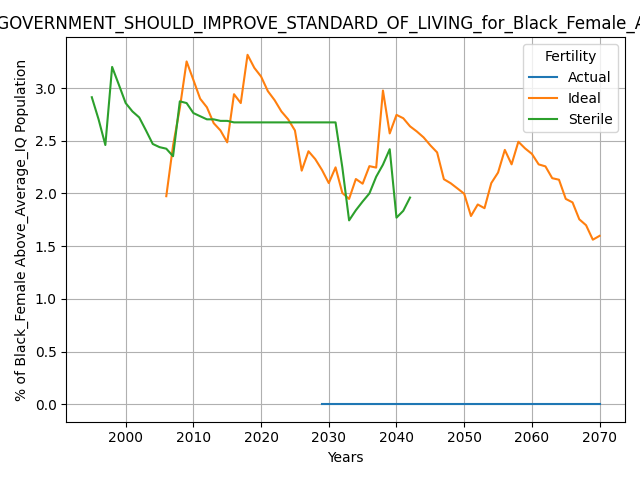 GOVERNMENT_SHOULD_IMPROVE_STANDARD_OF_LIVING_for_Black_Female_A
Fertility
Actual
Ideal
Sterile
% of Black_Female Above_Average_IQ Population
3.0
2.5
2.0
1.5
1.0
0.5
0.0
2000 2010 2020 2030 2040 2050 2060 2070
Years